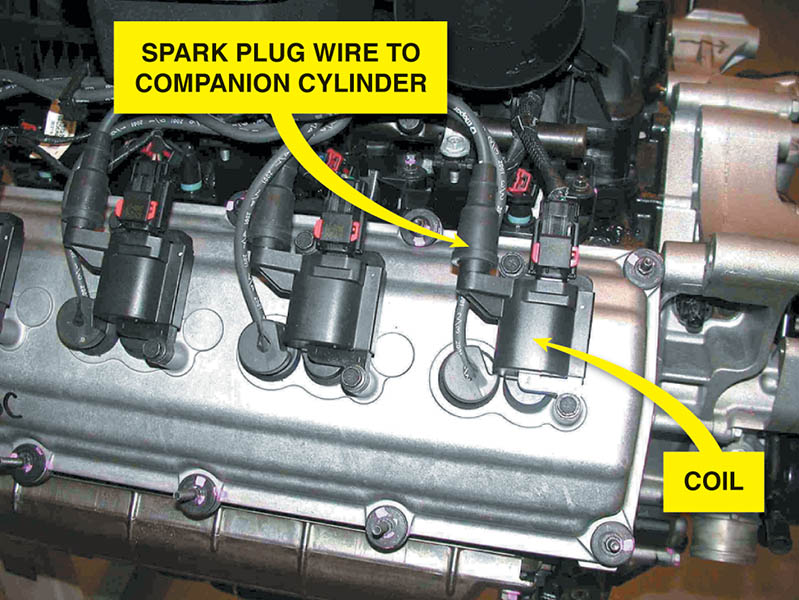 SPARK PLUG WIRE TO
COMPANION CYLINDER
COIL